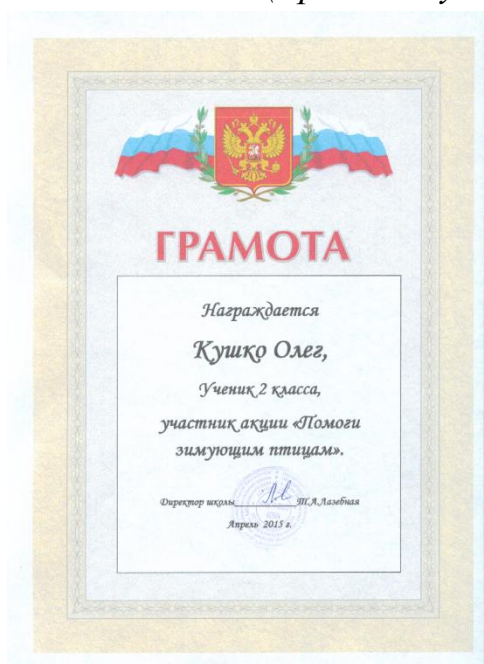 ГРАМОТА
Награждается
Кушко Олег,
Ученик 2 класса,
участник акции «Помоги
зимующим птицам».
Директор школы Т.А.Лазебная
Апрель 2015 г.